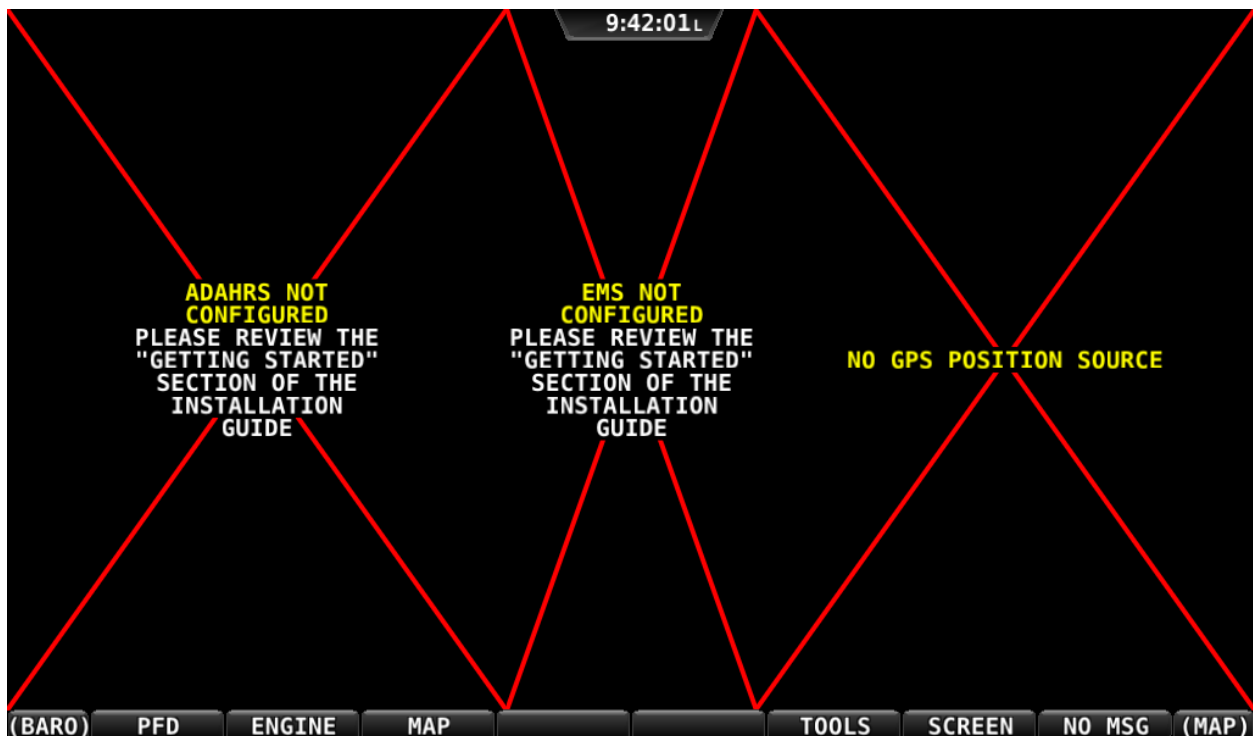 9:42:01L
ADAHRS NOT
CONFIGURED
PLEASE REVIEW THE
"GETTING STARTED"
SECTION OF THE
INSTALLATION
GUIDE
EMS NOT
CONFIGURED
PLEASE REVIEW THE
"GETTING STARTED"
SECTION OF THE
INSTALLATION
GUIDE
NO GPS POSITION SOURCE
(BARO) PFD ENGINE MAP TOOLS SCREEN NO MSG (MAP)